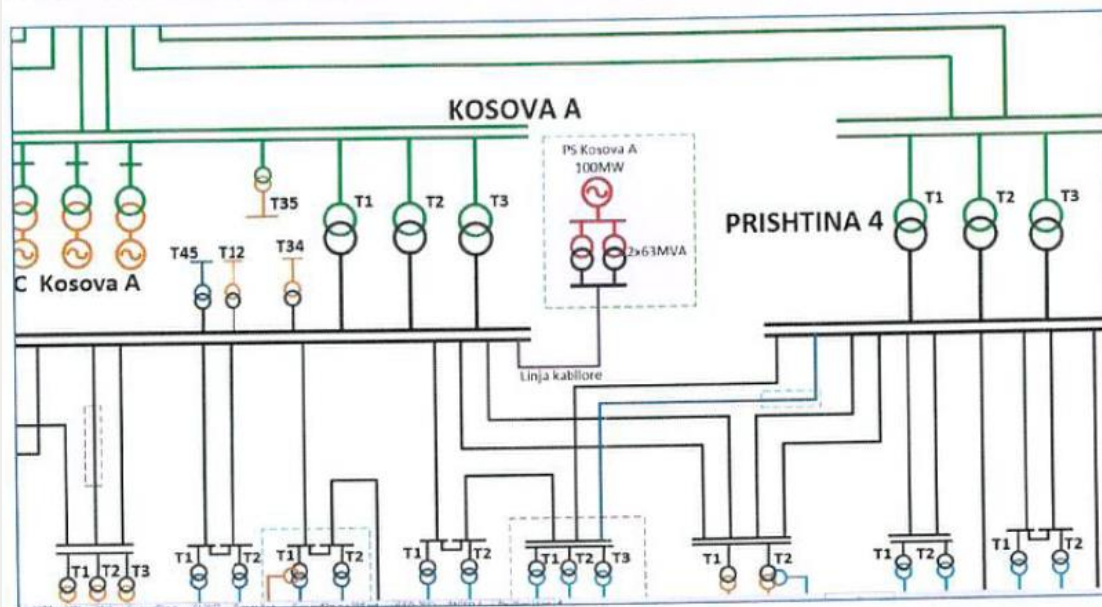 KOSOVA A
PS Kosova A
100MW
2x63MVA
T35
T1
T2
T3
PRISHTINA 4
T1
T2
T3
T45
T12
T34
C Kosova A
Linja kabllore
T1
T2
T3
T1
T2
T1
T2
T1
T2
T1
T2
T3
T1
T2
T1
T2
T1
T2